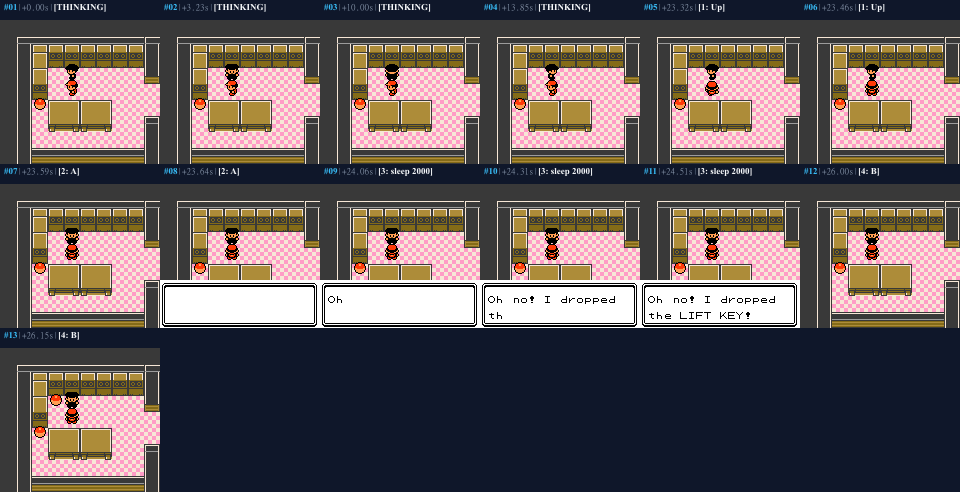 #01|+0.00s|[THINKING]
#02|+3.23s|[THINKING]
#03|+10.00s|[THINKING]
#04|+13.85s|[THINKING]
#05|+23.32s|[1: Up]
#06|+23.46s|[1: Up]
#07|+23.59s|[2: A]
#08|+23.64s|[2: A]
#09|+24.06s|[3: sleep 2000]
#10|+24.31s|[3: sleep 2000]
#11|+24.51s|[3: sleep 2000]
#12|+26.00s|[4: B]
Oh
Oh no! I dropped
th
Oh no! I dropped
the LIFT KEY!
#13|+26.15s|[4: B]